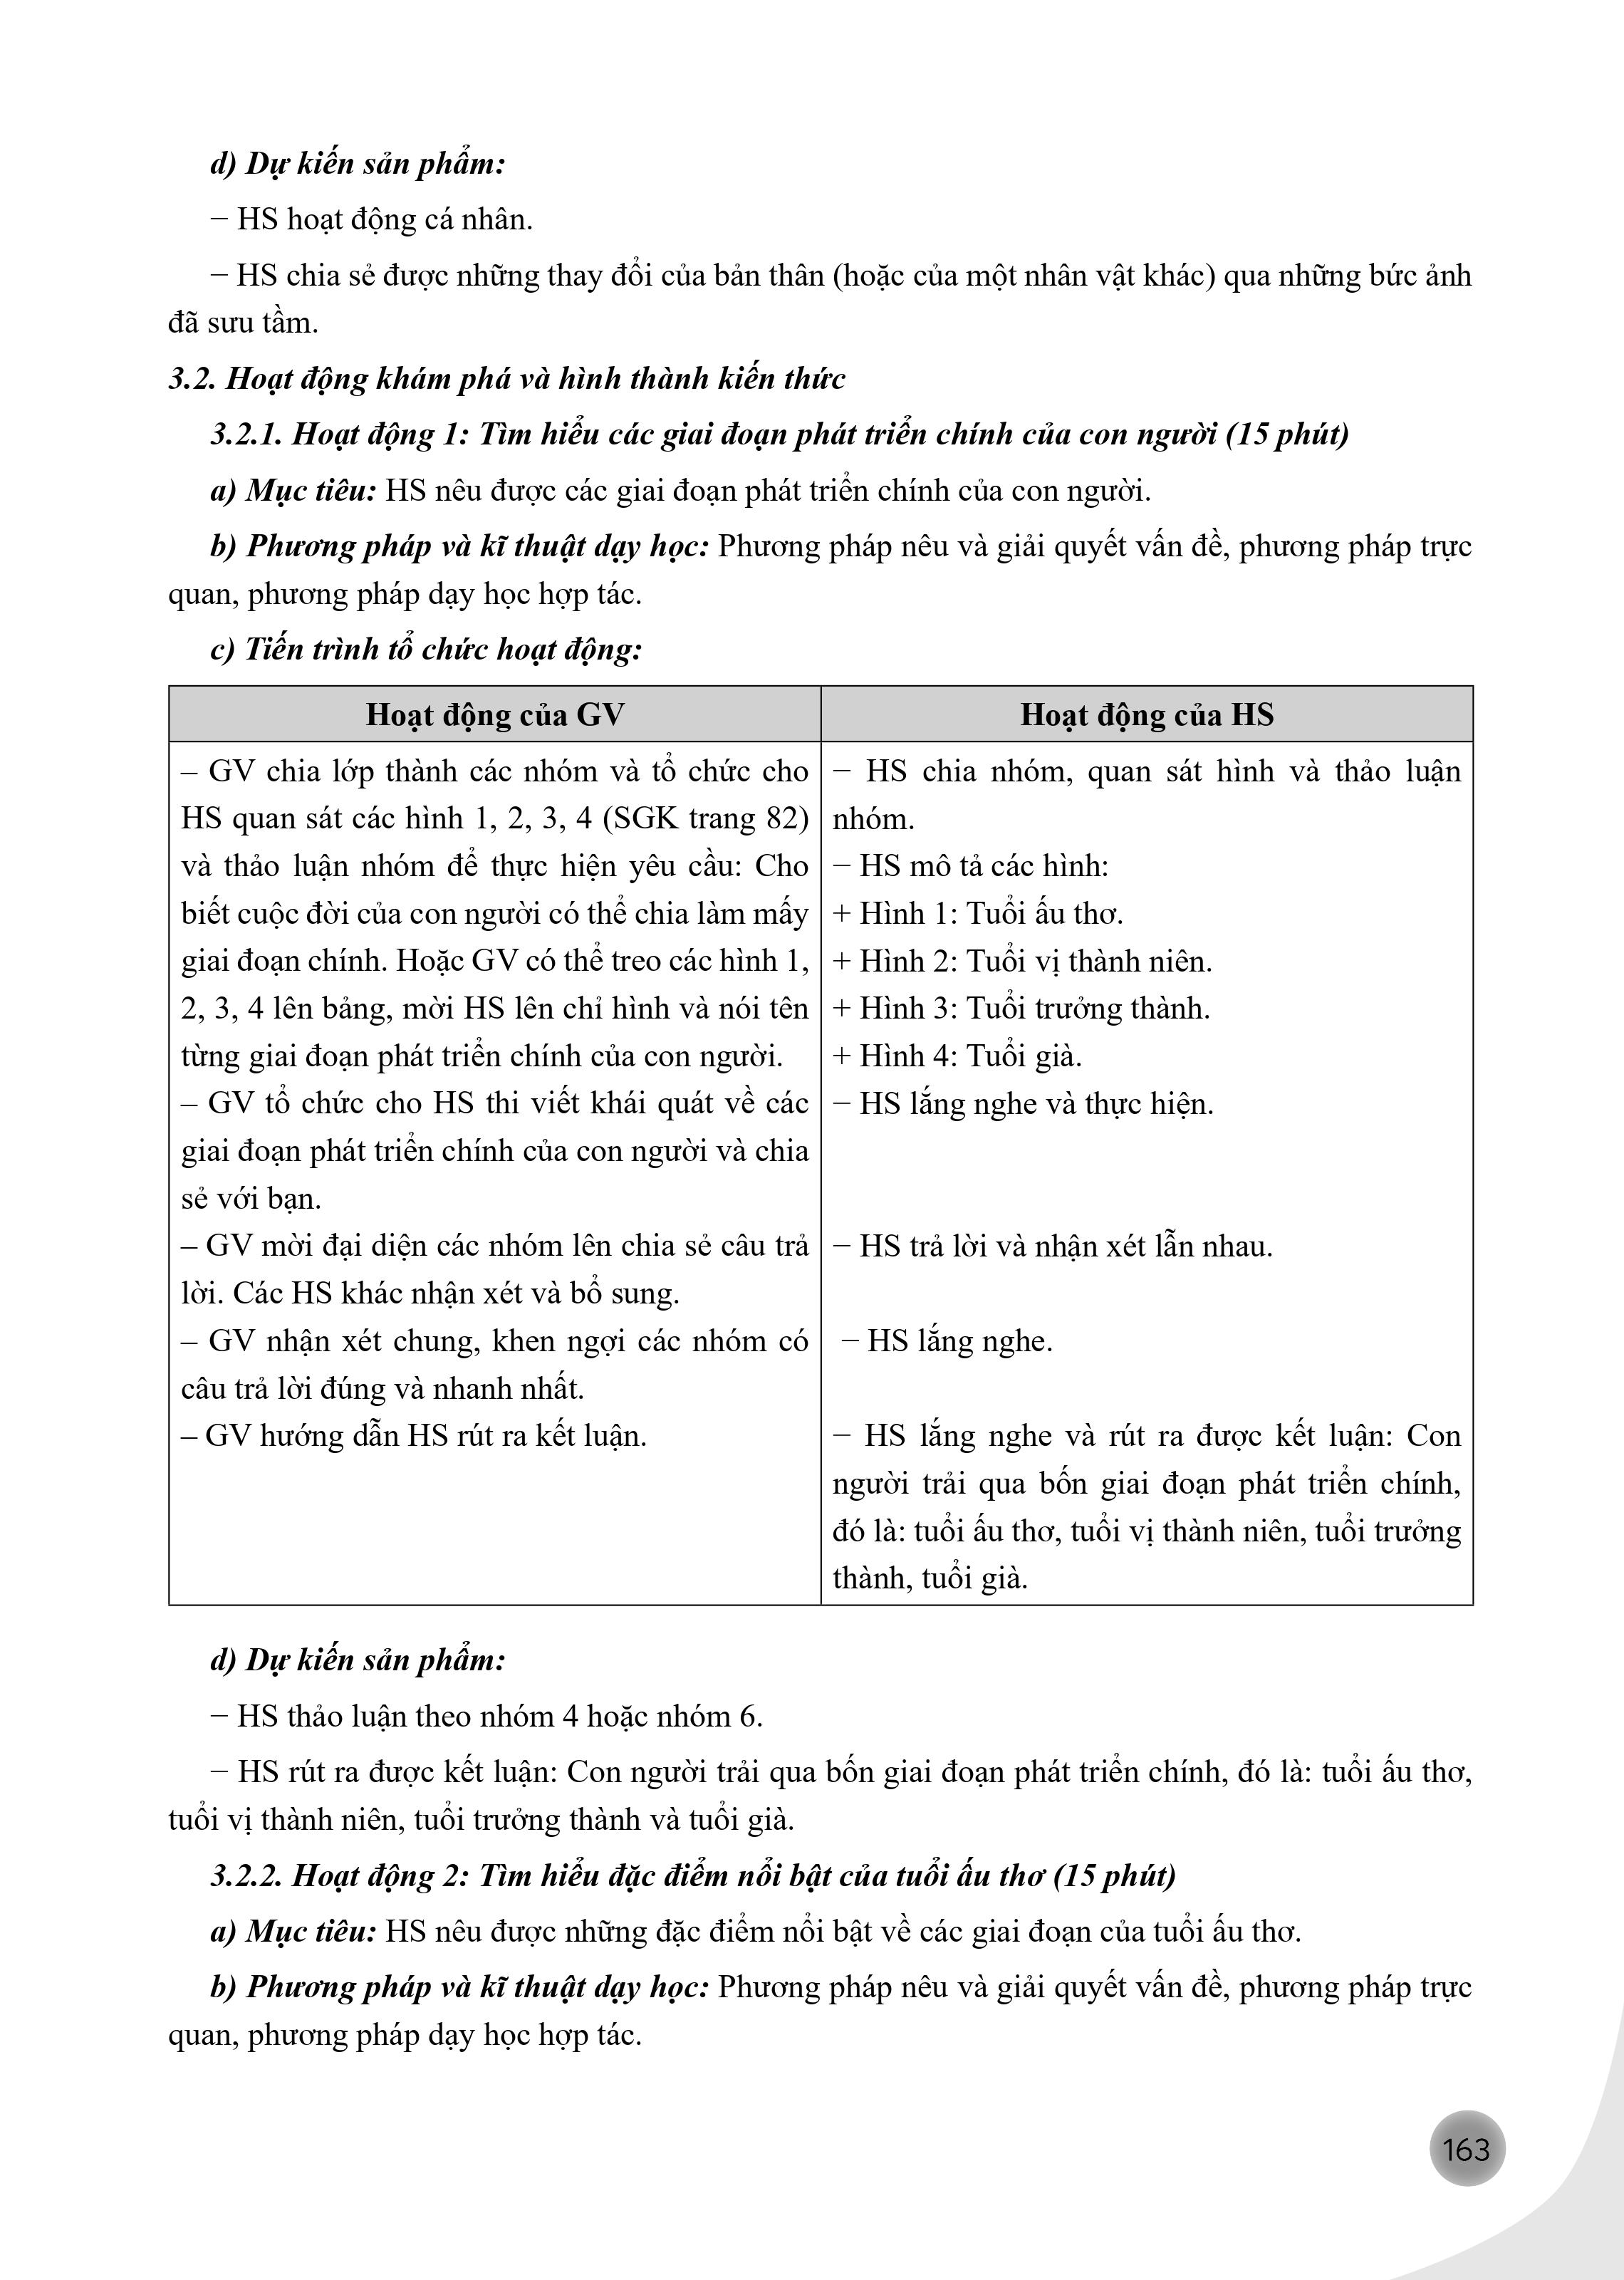 d) Dự kiến sản phẩm:
− HS hoạt động cá nhân.
− HS chia sẻ được những thay đổi của bản thân (hoặc của một nhân vật khác) qua những bức ảnh
đã sưu tầm.
3.2. Hoạt động khám phá và hình thành kiến thức
3.2.1. Hoạt động 1: Tìm hiểu các giai đoạn phát triển chính của con người (15 phút)
a) Mục tiêu: HS nêu được các giai đoạn phát triển chính của con người.
b) Phương pháp và kĩ thuật dạy học: Phương pháp nêu và giải quyết vấn đề, phương pháp trực
quan, phương pháp dạy học hợp tác.
c) Tiến trình tổ chức hoạt động:
Hoạt động của GV
– GV chia lớp thành các nhóm và tổ chức cho
HS quan sát các hình 1, 2, 3, 4 (SGK trang 82)
và thảo luận nhóm để thực hiện yêu cầu: Cho
biết cuộc đời của con người có thể chia làm mấy
giai đoạn chính. Hoặc GV có thể treo các hình 1,
2, 3, 4 lên bảng, mời HS lên chỉ hình và nói tên
từng giai đoạn phát triển chính của con người.
– GV tổ chức cho HS thi viết khái quát về các
giai đoạn phát triển chính của con người và chia
sẻ với bạn.
– GV mời đại diện các nhóm lên chia sẻ câu trả
lời. Các HS khác nhận xét và bổ sung.
– GV nhận xét chung, khen ngợi các nhóm có
câu trả lời đúng và nhanh nhất.
– GV hướng dẫn HS rút ra kết luận.
Hoạt động của HS
− HS chia nhóm, quan sát hình và thảo luận
nhóm.
− HS mô tả các hình:
+ Hình 1: Tuổi ấu thơ.
+ Hình 2: Tuổi vị thành niên.
+ Hình 3: Tuổi trưởng thành.
+ Hình 4: Tuổi già.
− HS lắng nghe và thực hiện.
− HS trả lời và nhận xét lẫn nhau.
− HS lắng nghe.
− HS lắng nghe và rút ra được kết luận: Con
người trải qua bốn giai đoạn phát triển chính,
đó là: tuổi ấu thơ, tuổi vị thành niên, tuổi trưởng
thành, tuổi già.
d) Dự kiến sản phẩm:
− HS thảo luận theo nhóm 4 hoặc nhóm 6.
− HS rút ra được kết luận: Con người trải qua bốn giai đoạn phát triển chính, đó là: tuổi ấu thơ,
tuổi vị thành niên, tuổi trưởng thành và tuổi già.
3.2.2. Hoạt động 2: Tìm hiểu đặc điểm nổi bật của tuổi ấu thơ (15 phút)
a) Mục tiêu: HS nêu được những đặc điểm nổi bật về các giai đoạn của tuổi ấu thơ.
b) Phương pháp và kĩ thuật dạy học: Phương pháp nêu và giải quyết vấn đề, phương pháp trực
quan, phương pháp dạy học hợp tác.
163